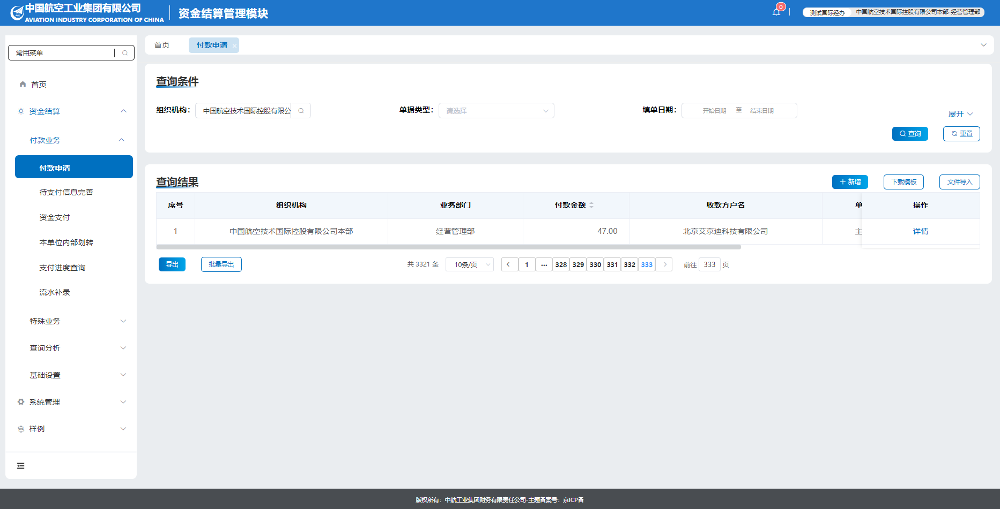 中国航空工业集团有限公司
AVIATION INDUSTRY CORPORATION OF CHINA
资金结算管理模块
0
测试国际经办
中国航空技术国际控股有限公司本部-经营管理部
常用菜单
首页
资金结算
付款业务
付款申请
待支付信息完善
资金支付
本单位内部划转
支付进度查询
流水补录
特殊业务
查询分析
基础设置
系统管理
样例
首页
付款申请
查询条件
组织机构：
中国航空技术国际控股有限公
单据类型：
请选择
填单日期：
开始日期 至 结束日期
展开
查询
重置
查询结果
新增
下载模板
文件导入
序号 组织机构 业务部门 付款金额 收款方户名 单 操作
1 中国航空技术国际控股有限公司本部 经营管理部 47.00 北京艾京迪科技有限公司 主 详情
导出
批量导出
共 3321 条
10条/页
1 ... 328 329 330 331 332 333
前往 333 页
版权所有：中航工业集团财务有限责任公司-主题备案号：京ICP备